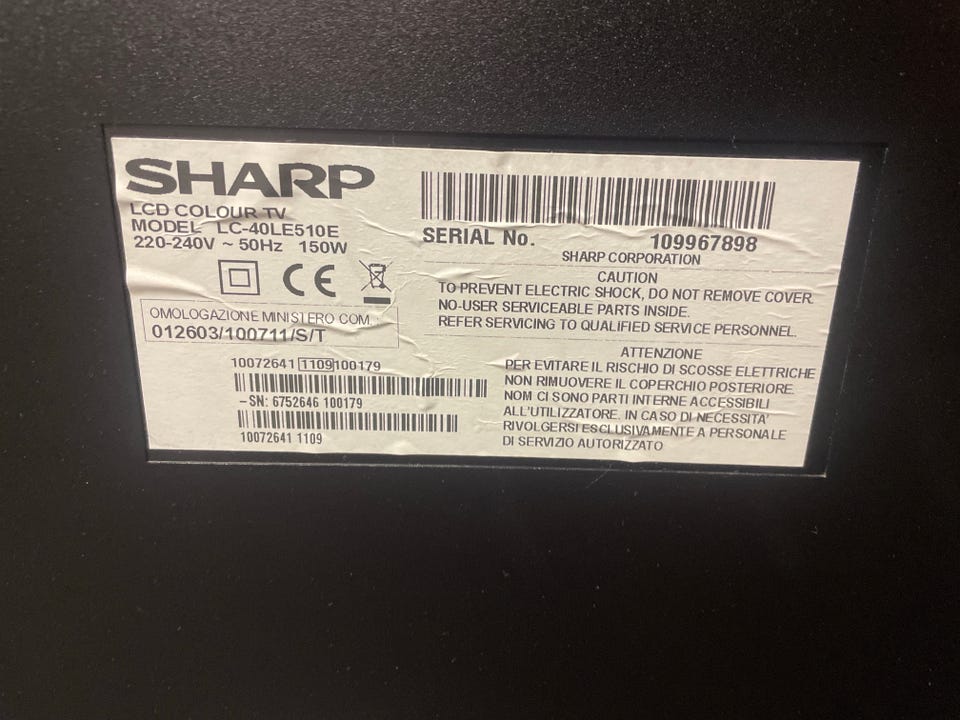 SHARP
LCD COLOUR TV
MODEL LC-40LE510E
220-240V ~ 50Hz 150W
OMOLOGAZIONE MINISTERO COM.
012603/100711/S/T
10072641 1109 100179
-SN: 6752646 100179
10072641 1109
SERIAL No. 109967898
SHARP CORPORATION
CAUTION
TO PREVENT ELECTRIC SHOCK, DO NOT REMOVE COVER.
NO-USER SERVICEABLE PARTS INSIDE.
REFER SERVICING TO QUALIFIED SERVICE PERSONNEL.
ATTENZIONE
PER EVITARE IL RISCHIO DI SCOSSE ELETTRICHE
NON RIMUOVERE IL COPERCHIO POSTERIORE.
NOM CI SONO PARTI INTERNE ACCESSIBILI
ALL'UTILIZZATORE. IN CASO DI NECESSITA'
RIVOLGERSI ESCLUSIVAMENTE A PERSONALE
DI SERVIZIO AUTORIZZATO